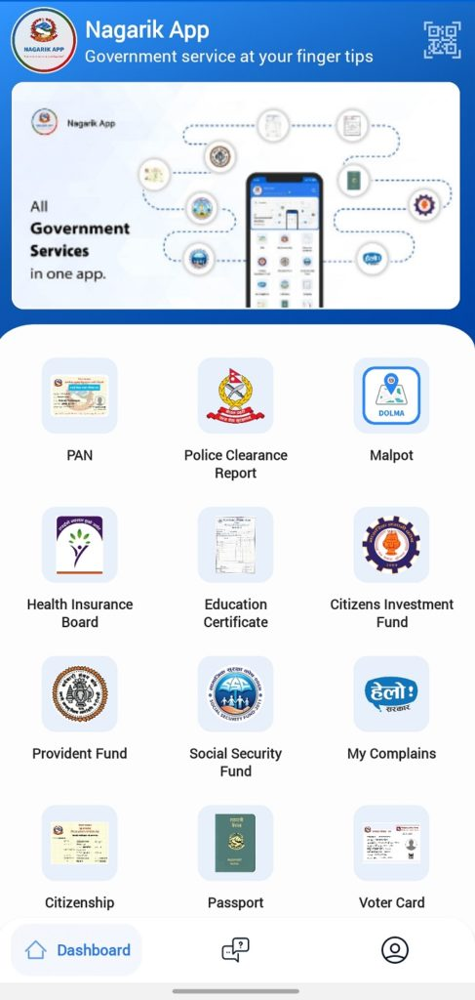 Nagarik App
Government service at your finger tips
NAGARIK APP
Nagarik App
All
Government
Services
in one app.
हेलो!
DOLMA
PAN
Police Clearance
Report
Malpot
Health Insurance
Board
Education
Certificate
Citizens Investment
Fund
SSF
SOCIAL SECURITY FUND-2011
हेलो!
सरकार
Provident Fund
Social Security
Fund
My Complains
Citizenship
Passport
Voter Card
Dashboard